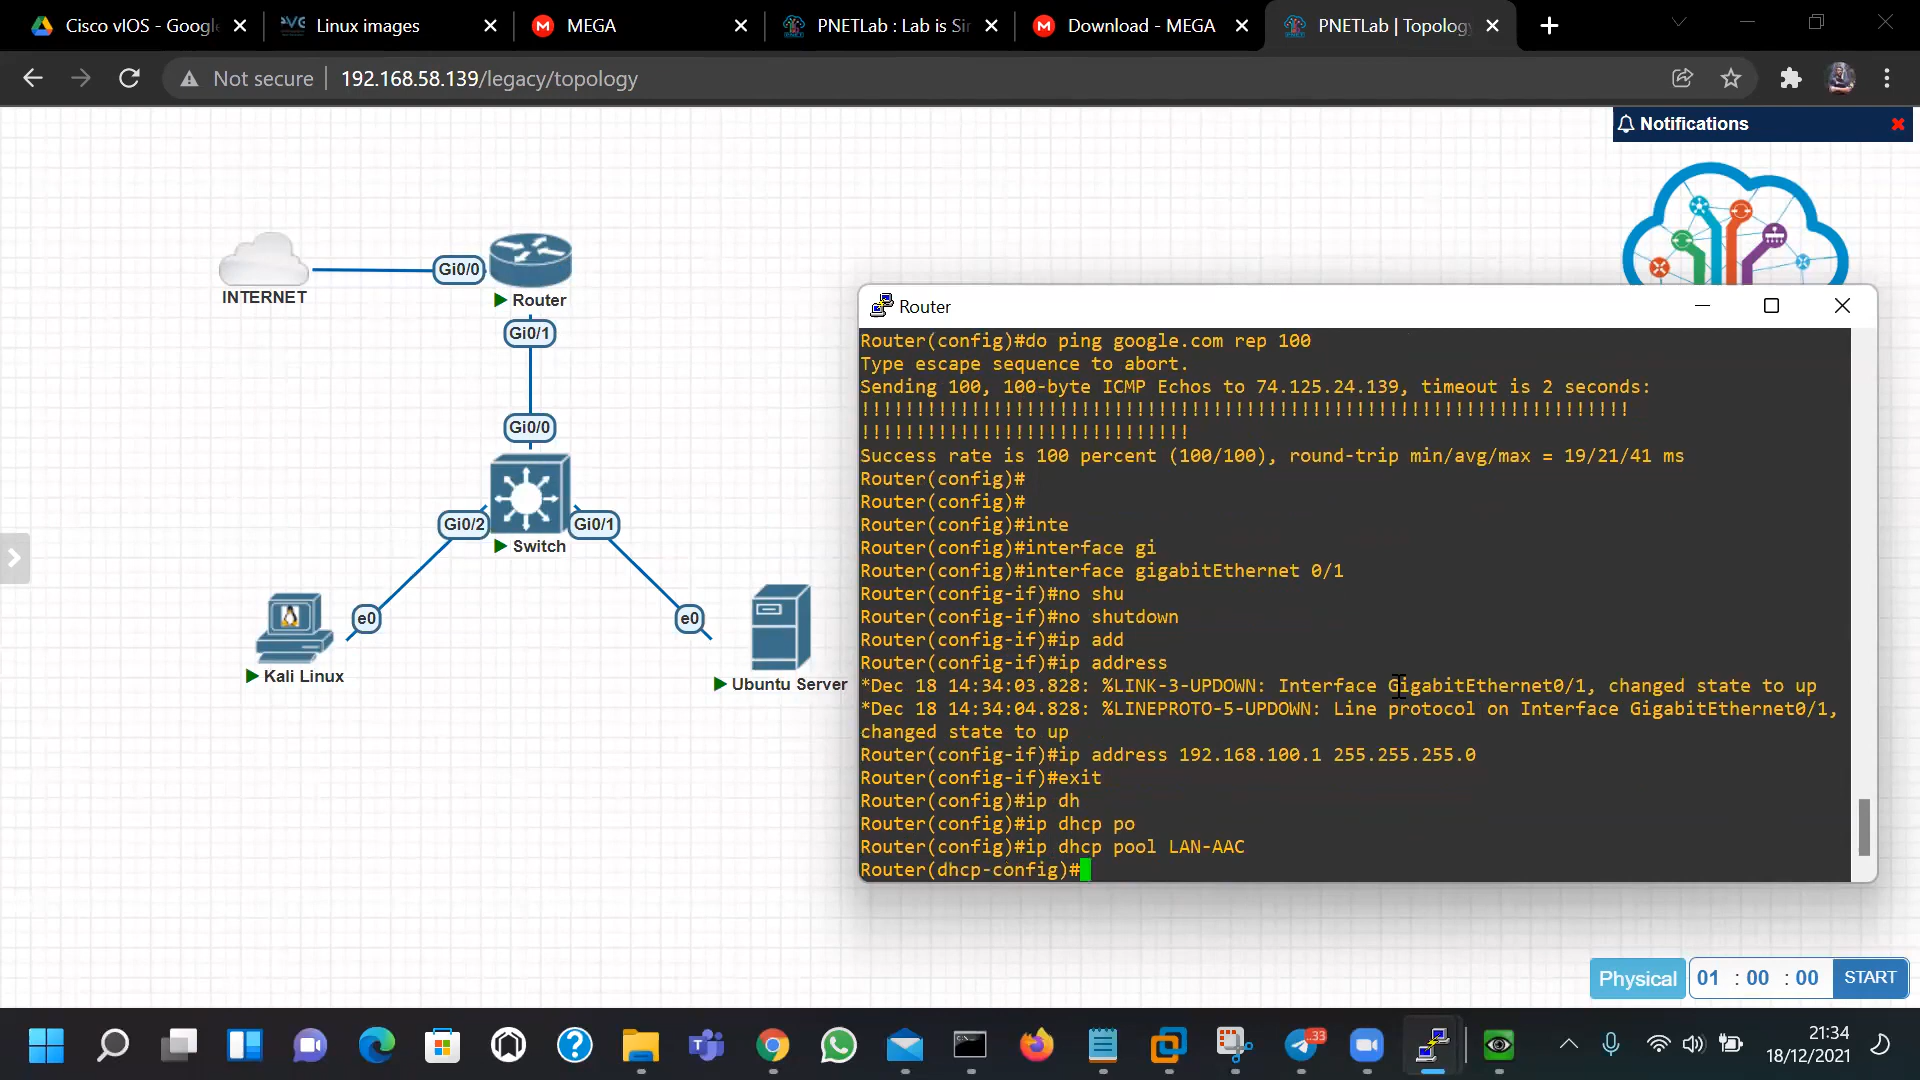 Cisco vIOS - Googl
Linux images
MEGA
PNETLab : Lab is Sir
Download - MEGA
PNETLab | Topology
Not secure
192.168.58.139/legacy/topology
Notifications
INTERNET
Gi0/0
Router
Gi0/1
Gi0/0
Gi0/2
Gi0/1
Switch
e0
e0
Kali Linux
Ubuntu Server
Router
Router(config)#do ping google.com rep 100
Type escape sequence to abort.
Sending 100, 100-byte ICMP Echos to 74.125.24.139, timeout is 2 seconds:
!!!!!!!!!!!!!!!!!!!!!!!!!!!!!!!!!!!!!!!!!!!!!!!!!!!!!!!!!!!!!!!!!!!!!!
!!!!!!!!!!!!!!!!!!!!!!!!!!!!!!
Success rate is 100 percent (100/100), round-trip min/avg/max = 19/21/41 ms
Router(config)#
Router(config)#
Router(config)#inte
Router(config)#interface gi
Router(config)#interface gigabitEthernet 0/1
Router(config-if)#no shu
Router(config-if)#no shutdown
Router(config-if)#ip add
Router(config-if)#ip address
*Dec 18 14:34:03.828: %LINK-3-UPDOWN: Interface GigabitEthernet0/1, changed state to up
*Dec 18 14:34:04.828: %LINEPROTO-5-UPDOWN: Line protocol on Interface GigabitEthernet0/1,
changed state to up
Router(config-if)#ip address 192.168.100.1 255.255.255.0
Router(config-if)#exit
Router(config)#ip dh
Router(config)#ip dhcp po
Router(config)#ip dhcp pool LAN-AAC
Router(dhcp-config)#
Physical
01 : 00 : 00
START
33
21:34
18/12/2021